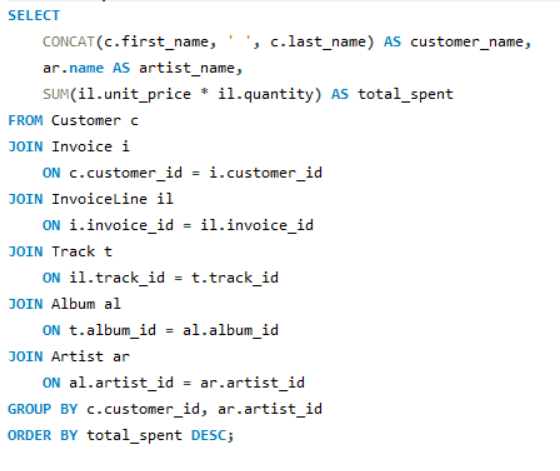 SELECT
    CONCAT(c.first_name, ' ', c.last_name) AS customer_name,
    ar.name AS artist_name,
    SUM(il.unit_price * il.quantity) AS total_spent
FROM Customer c
JOIN Invoice i
    ON c.customer_id = i.customer_id
JOIN InvoiceLine il
    ON i.invoice_id = il.invoice_id
JOIN Track t
    ON il.track_id = t.track_id
JOIN Album al
    ON t.album_id = al.album_id
JOIN Artist ar
    ON al.artist_id = ar.artist_id
GROUP BY c.customer_id, ar.artist_id
ORDER BY total_spent DESC;